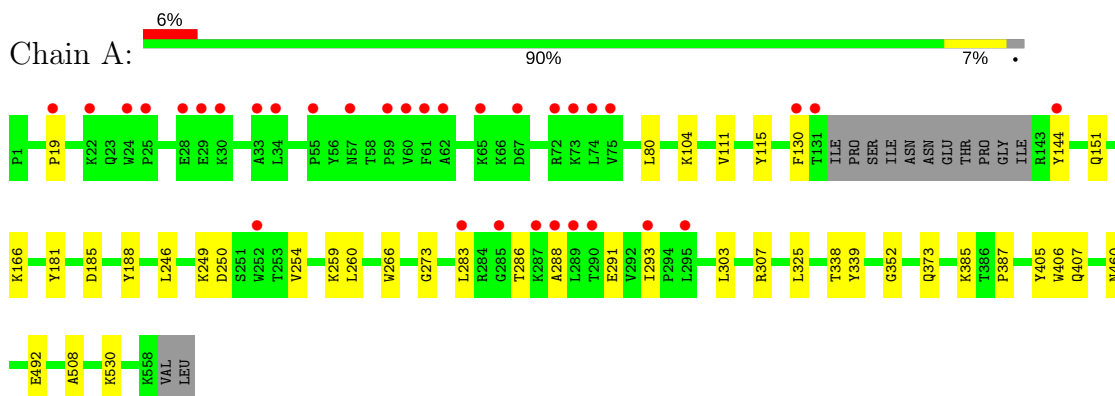 6%
Chain A:
90% 7% •
P1 P19 K22 Q23 W24 P25 E28 E29 K30 A33 L34 P55 Y56 N57 T58 P59 V60 F61 A62 K65 K66 D67 R72 K73 L74 V75 L80 K104 V111 Y115 F130 T131 ILE PRO SER ILE ASN ASN GLU THR PRO GLY ILE R143 Y144 Q151
K166 Y181 D185 Y188 L246 K249 D250 S251 W252 T253 V254 K259 L260 W266 G273 L283 R284 G285 T286 K287 A288 L289 T290 E291 V292 I293 P294 L295 L303 R307 L325 T338 Y339 G352 Q373 K385 T386 P387 Y405 W406 Q407 N460
E492 A508 K530 K558 VAL LEU